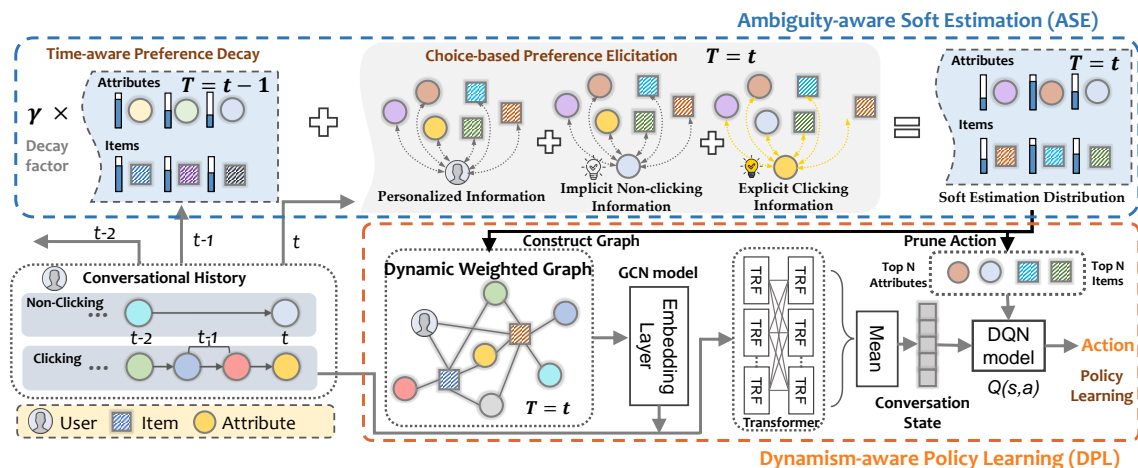 Ambiguity-aware Soft Estimation (ASE)
Time-aware Preference Decay
Choice-based Preference Elicitation
T = t
T = t
Attributes
T = t − 1
Attributes
γ ×
Decay
factor
Items
Items
Personalized Information
Implicit Non-clicking
Information
Explicit Clicking
Information
Soft Estimation Distribution
t-2
t-1
t
Construct Graph
Prune Action
Conversational History
Non-Clicking
...
t-2
t-1
t
Clicking
...
User
Item
Attribute
Dynamic Weighted Graph
T = t
GCN model
Embedding
Layer
TRF
TRF
TRF
TRF
TRF
TRF
...
Transformer
Mean
Conversation
State
Top N
Attributes
Top N
Items
DQN
model
Q(s,a)
Action
Policy
Learning
Dynamism-aware Policy Learning (DPL)